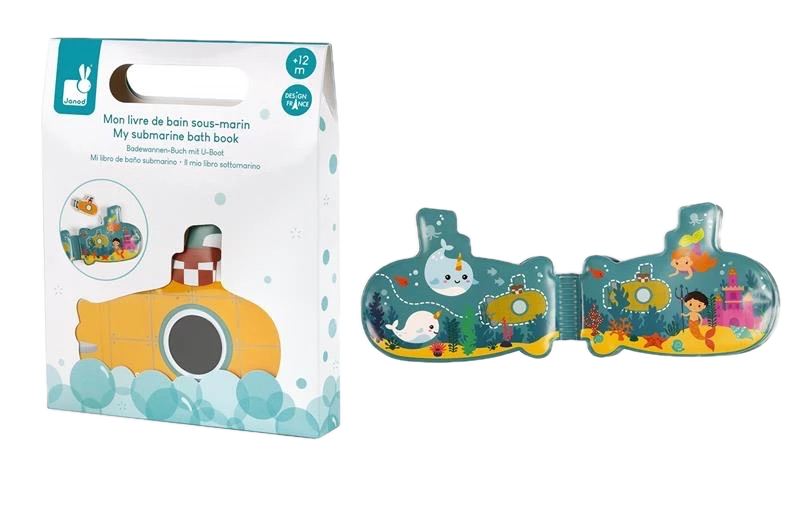 Janod
+12
m
DESIGN
FRANCE
Mon livre de bain sous-marin
My submarine bath book
Badewannen-Buch mit U-Boot
Mi libro de baño submarino • Il mio libro sottomarino